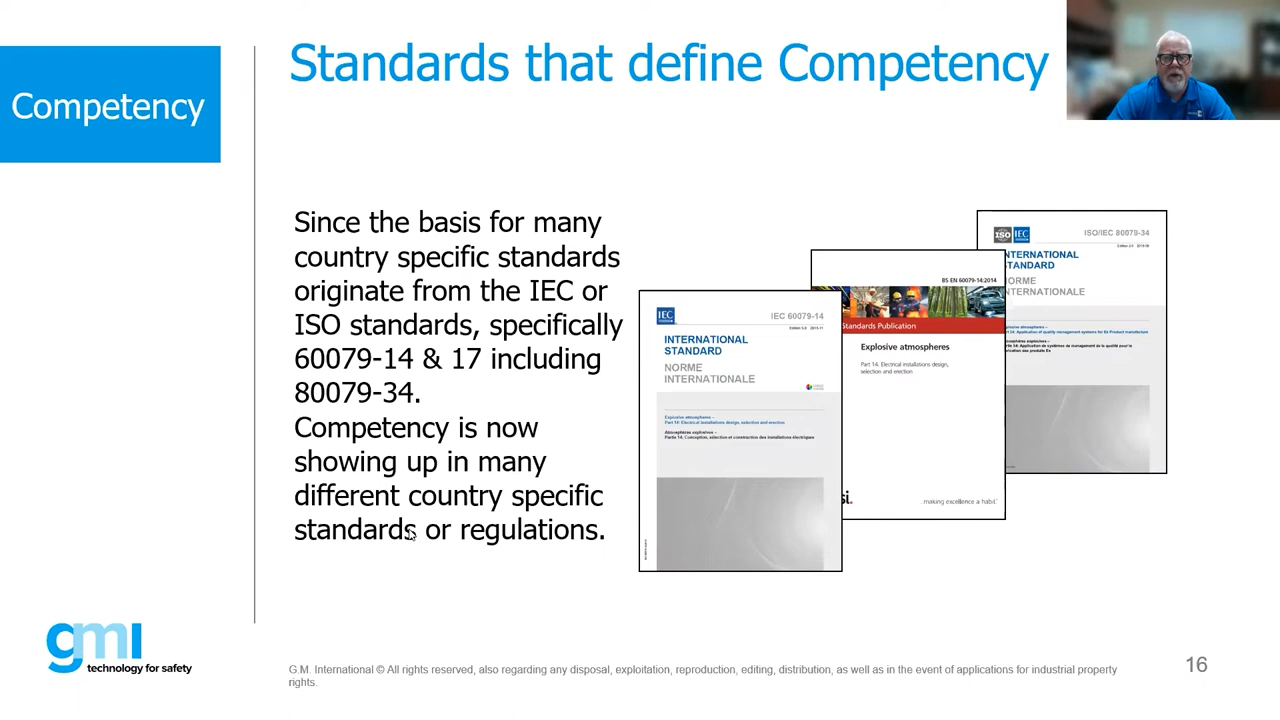 Competency
Standards that define Competency
Since the basis for many
country specific standards
originate from the IEC or
ISO standards, specifically
60079-14 & 17 including
80079-34.
Competency is now
showing up in many
different country specific
standards or regulations.
IEC
IEC 60079-14
INTERNATIONAL
STANDARD
NORME
INTERNATIONALE
Explosive atmospheres –
Part 14: Electrical installations design, selection and erection
Atmosphères explosives –
Partie 14: Conception, sélection et construction des installations électriques
BS EN 60079-14:2014
Standards Publication
Explosive atmospheres
Part 14: Electrical installations design,
selection and erection
si.
...making excellence a habit.
ISO
IEC
ISO/IEC 80079-34
NTERNATIONAL
STANDARD
NORME
NTERNATIONALE
gmi
technology for safety
G.M. International © All rights reserved, also regarding any disposal, exploitation, reproduction, editing, distribution, as well as in the event of applications for industrial property
rights.
16